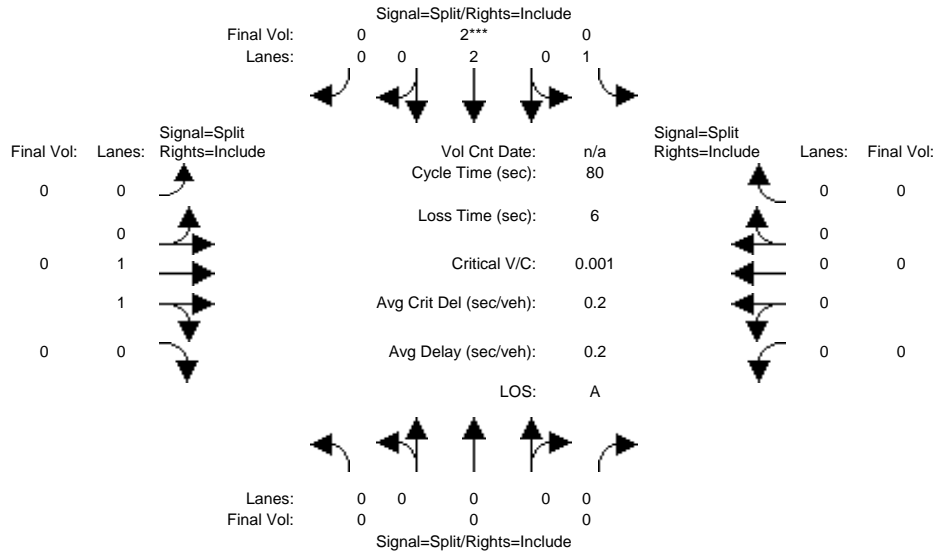 Signal=Split/Rights=Include
Final Vol: 0 2*** 0
Lanes: 0 0 2 0 1
Signal=Split
Final Vol: Lanes: Rights=Include
Vol Cnt Date: n/a
Signal=Split
Rights=Include Lanes: Final Vol:
Cycle Time (sec): 80
0 0
0 0
Loss Time (sec): 6
0
0
0 1
Critical V/C: 0.001
0 0
1
Avg Crit Del (sec/veh): 0.2
0
0 0
Avg Delay (sec/veh): 0.2
0 0
LOS: A
Lanes: 0 0 0 0 0
Final Vol: 0 0 0
Signal=Split/Rights=Include